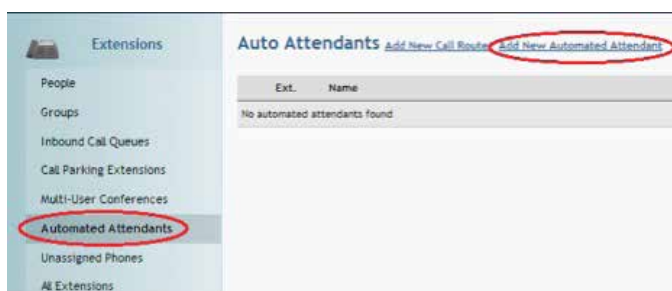 Extensions
People
Groups
Inbound Call Queues
Call Parking Extensions
Multi-User Conferences
Automated Attendants
Unassigned Phones
All Extensions
Auto Attendants Add New Call Router Add New Automated Attendant
Ext. Name
No automated attendants found